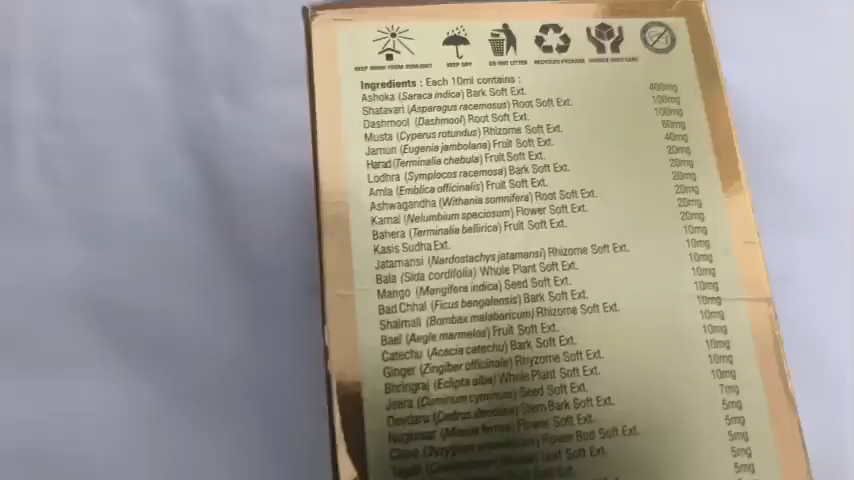 KEEP AWAY FROM SUNLIGHT
KEEP DRY
DO NOT LITTER
RECYCLED PACKAGE
HANDLE WITH CARE
Ingredients : Each 10ml contains :
Ashoka (Saraca indica) Bark Soft Ext. 400mg
Shatavari (Asparagus racemosus) Root Soft Ext. 100mg
Dashmool (Dashmool) Root Soft Ext. 100mg
Musta (Cyperus rotundus) Rhizome Soft Ext. 60mg
Jamun (Eugenia jambolana) Fruit Soft Ext. 40mg
Harad (Terminalia chebula) Fruit Soft Ext. 20mg
Lodhra (Symplocos racemosa) Bark Soft Ext. 20mg
Amla (Emblica officinalis) Fruit Soft Ext. 20mg
Ashwagandha (Withania somnifera) Root Soft Ext. 20mg
Kamal (Nelumbium speciosum) Flower Soft Ext. 20mg
Bahera (Terminalia bellirica) Fruit Soft Ext. 20mg
Kasis Sudha Ext. 10mg
Jatamansi (Nardostachys jatamansi) Rhizome Soft Ext. 10mg
Bala (Sida cordifolia) Whole Plant Soft Ext. 10mg
Mango (Mangifera indica) Seed Soft Ext. 10mg
Bad Chhal (Ficus bengalensis) Bark Soft Ext. 10mg
Shalmali (Bombax malabaricum) Rhizome Soft Ext. 10mg
Bael (Aegle marmelos) Fruit Soft Ext. 10mg
Catechu (Acacia catechu) Bark Soft Ext. 10mg
Ginger (Zingiber officinale) Rhyzome Soft Ext. 10mg
Bhringraj (Eclipta alba) Whole Plant Soft Ext. 10mg
Jeera (Cuminum cyminum) Seed Soft Ext. 10mg
Devdaru (Cedrus deodara) Stem Bark Soft Ext. 7mg
Nagkesar (Mesua ferrea) Flower Soft Ext. 5mg
Flower Bud Soft Ext. 5mg
Leaf Soft Ext. 5mg
5mg
5mg